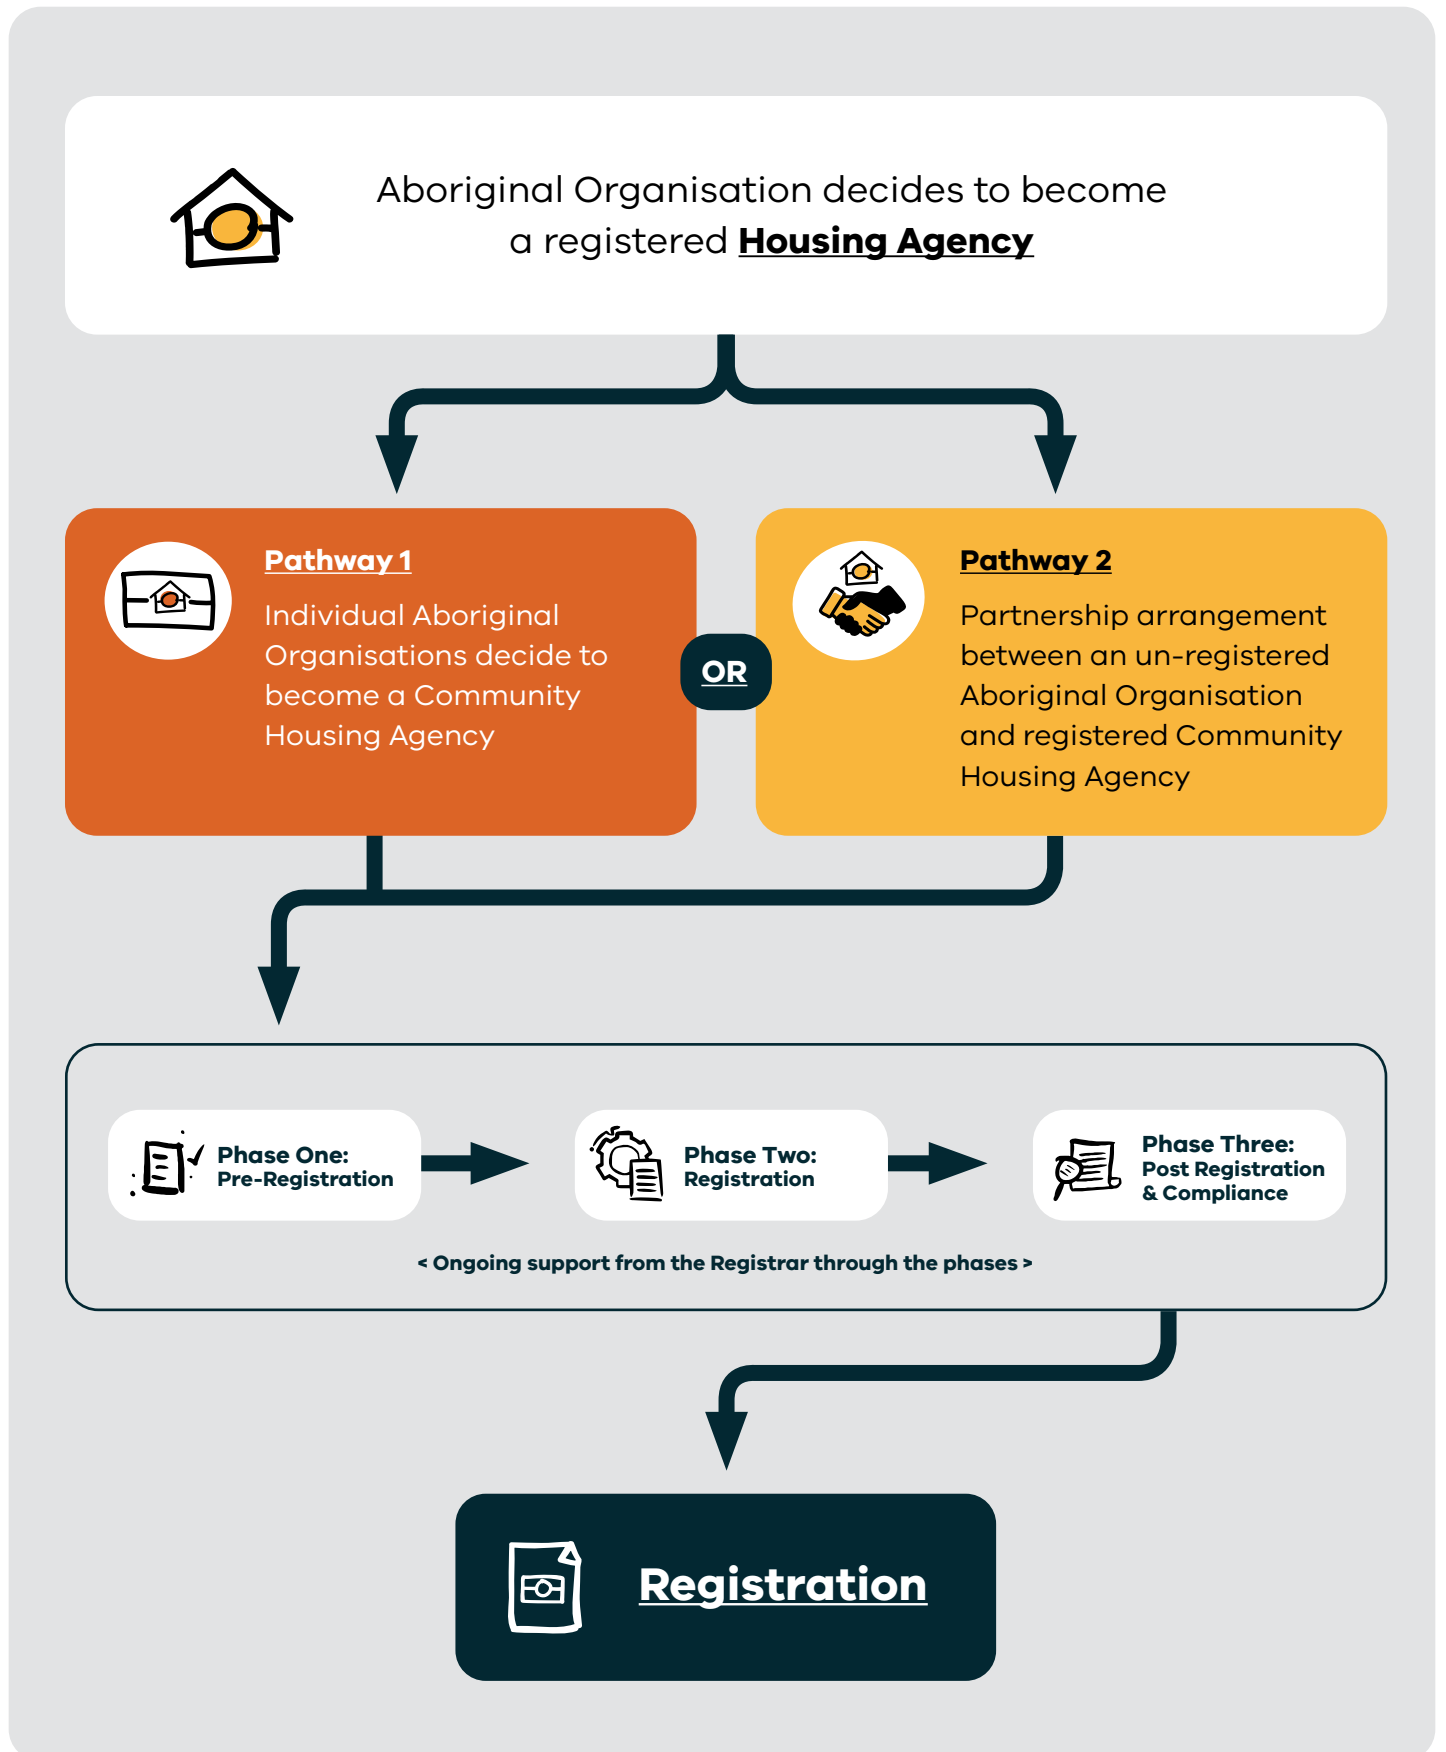 Aboriginal Organisation decides to become
a registered Housing Agency
Pathway 1
Individual Aboriginal
Organisations decide to
become a Community
Housing Agency
OR
Pathway 2
Partnership arrangement
between an un-registered
Aboriginal Organisation
and registered Community
Housing Agency
Phase One:
Pre-Registration
Phase Two:
Registration
Phase Three:
Post Registration
& Compliance
< Ongoing support from the Registrar through the phases >
Registration